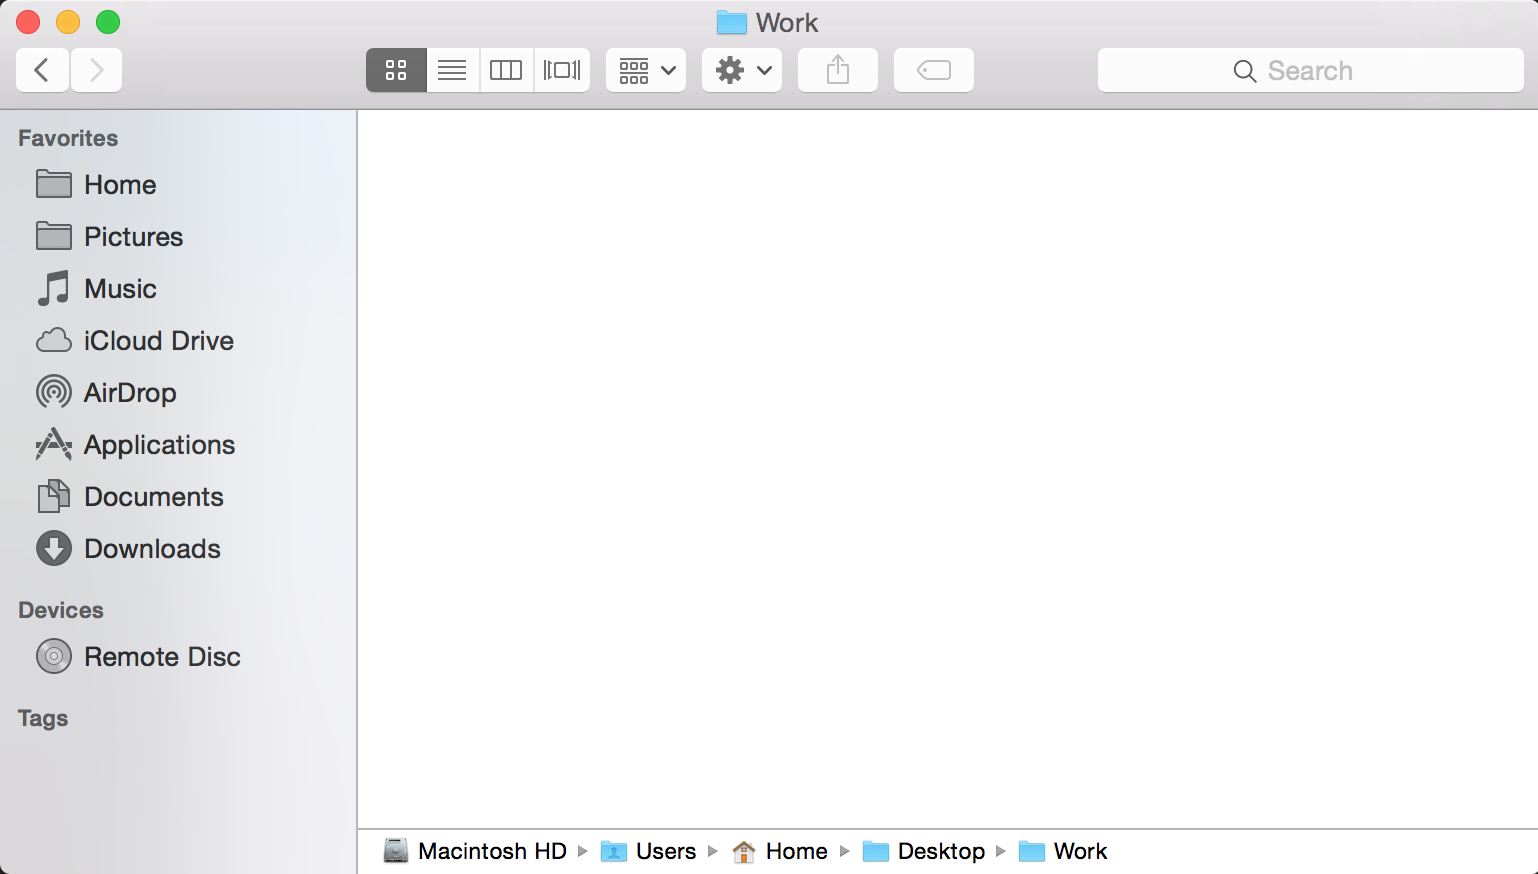 Work
Search
Favorites
Home
Pictures
Music
iCloud Drive
AirDrop
Applications
Documents
Downloads
Devices
Remote Disc
Tags
Macintosh HD Users Home Desktop Work